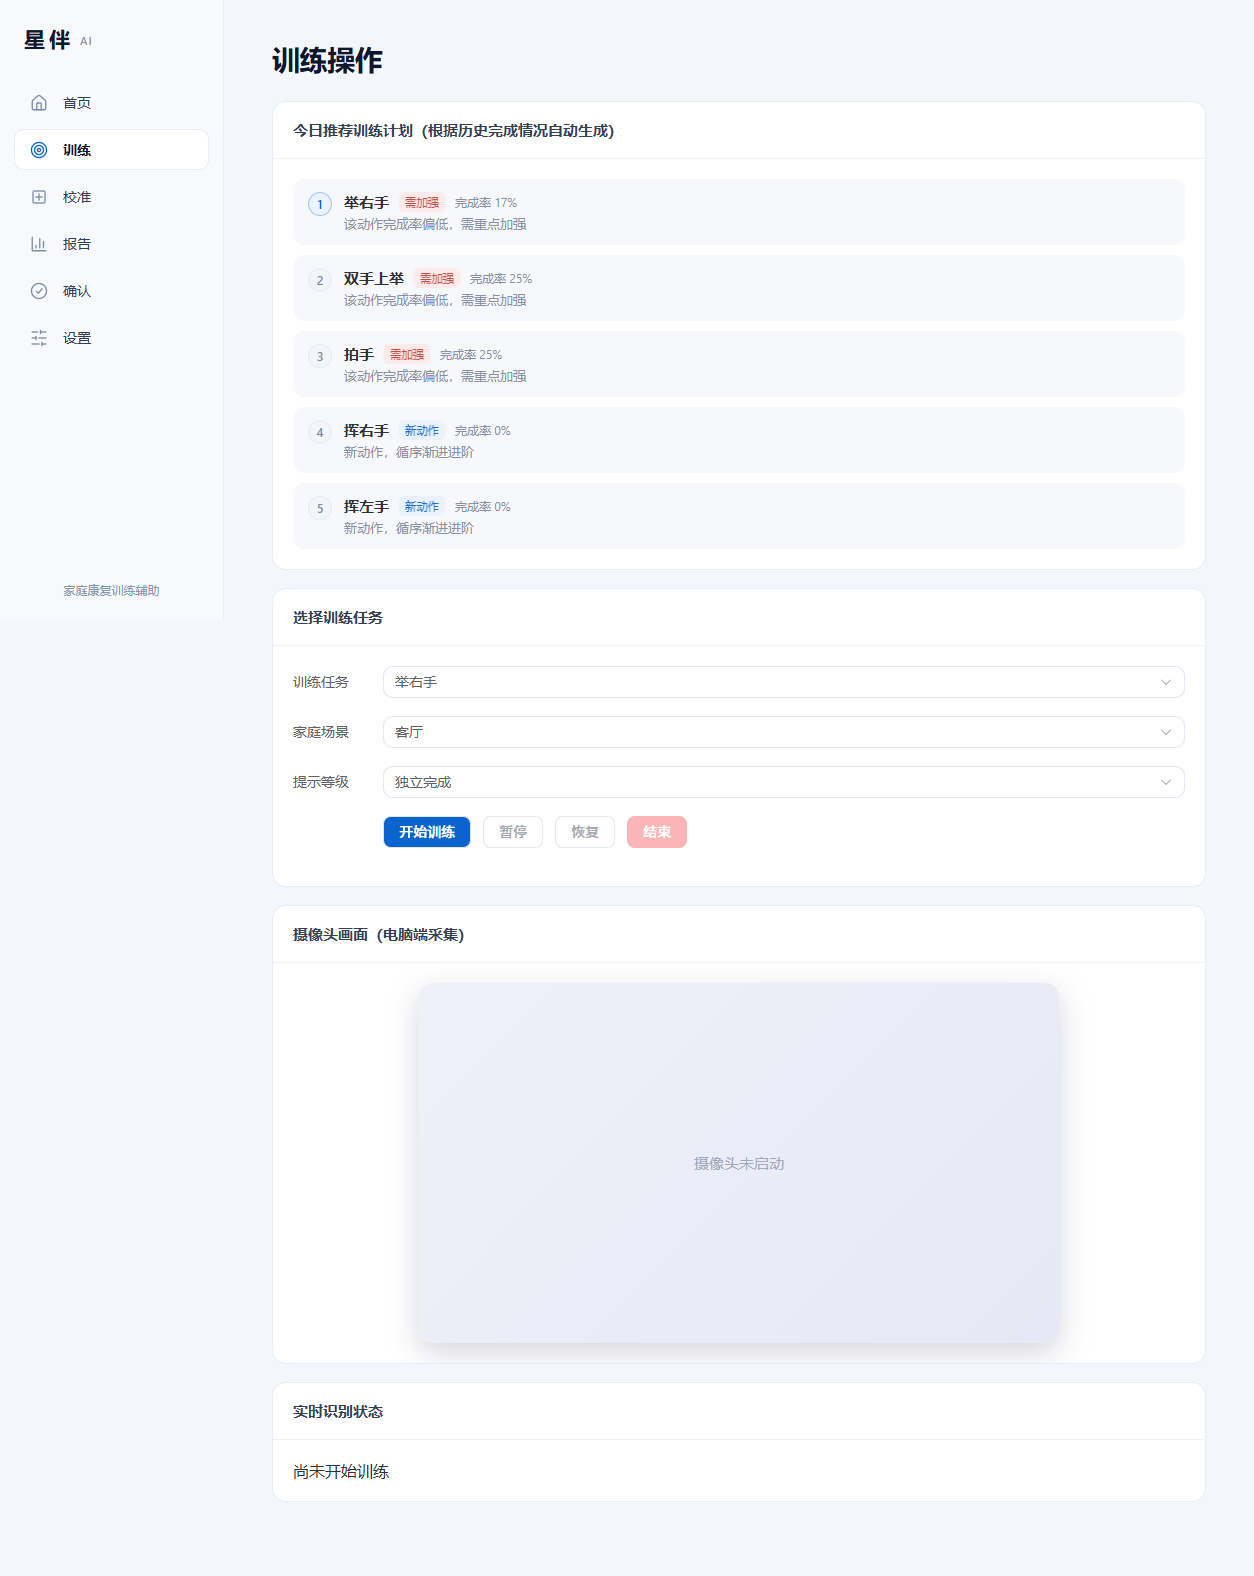 星伴 AI
首页
训练
校准
报告
确认
设置
家庭康复训练辅助
训练操作
今日推荐训练计划（根据历史完成情况自动生成）
1 举右手 需加强 完成率 17%
该动作完成率偏低，需重点加强
2 双手上举 需加强 完成率 25%
该动作完成率偏低，需重点加强
3 拍手 需加强 完成率 25%
该动作完成率偏低，需重点加强
4 挥右手 新动作 完成率 0%
新动作，循序渐进进阶
5 挥左手 新动作 完成率 0%
新动作，循序渐进进阶
选择训练任务
训练任务 举右手
家庭场景 客厅
提示等级 独立完成
开始训练 暂停 恢复 结束
摄像头画面（电脑端采集）
摄像头未启动
实时识别状态
尚未开始训练